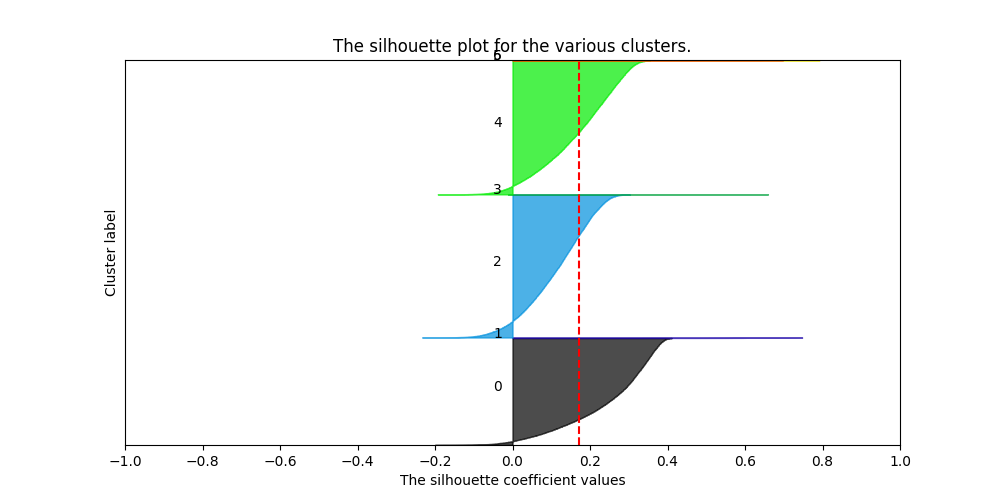 The silhouette plot for the various clusters.
4
3
2
1
0
Cluster label
−1.0 −0.8 −0.6 −0.4 −0.2 0.0 0.2 0.4 0.6 0.8 1.0
The silhouette coefficient values